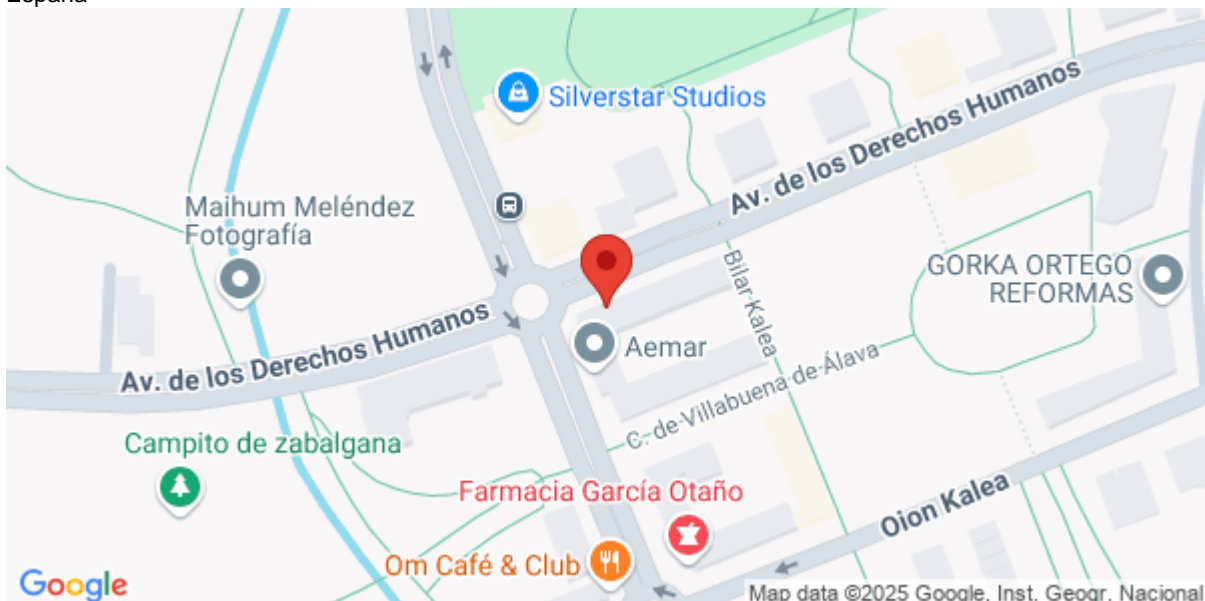 España
Silverstar Studios
Av. de los Derechos Humanos
Maihum Meléndez
Fotografía
Bilar Kalea
GORKA ORTEGO
REFORMAS
Av. de los Derechos Humanos
Aemar
C. de Villabuena de Álava
Campito de zabalgana
Farmacia García Otaño
Oion Kalea
Om Café & Club
Google
Map data ©2025 Google, Inst. Geogr. Nacional